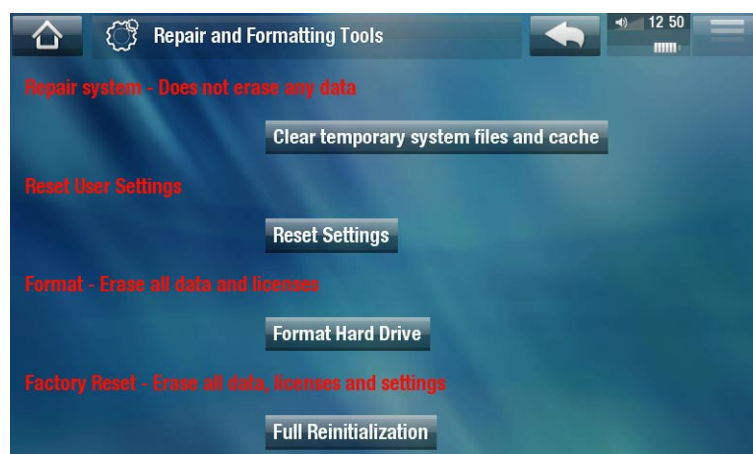 Repair and Formatting Tools
12 50
Repair system - Does not erase any data
Clear temporary system files and cache
Reset User Settings
Reset Settings
Format - Erase all data and licenses
Format Hard Drive
Factory Reset - Erase all data, licenses and settings
Full Reinitialization